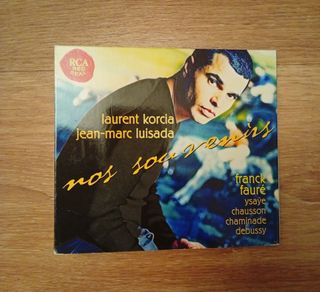 RCA
RED
SEAL
laurent korcia
jean-marc luisada
nos souvenirs
franck
fauré
ysaÿe
chausson
chaminade
debussy